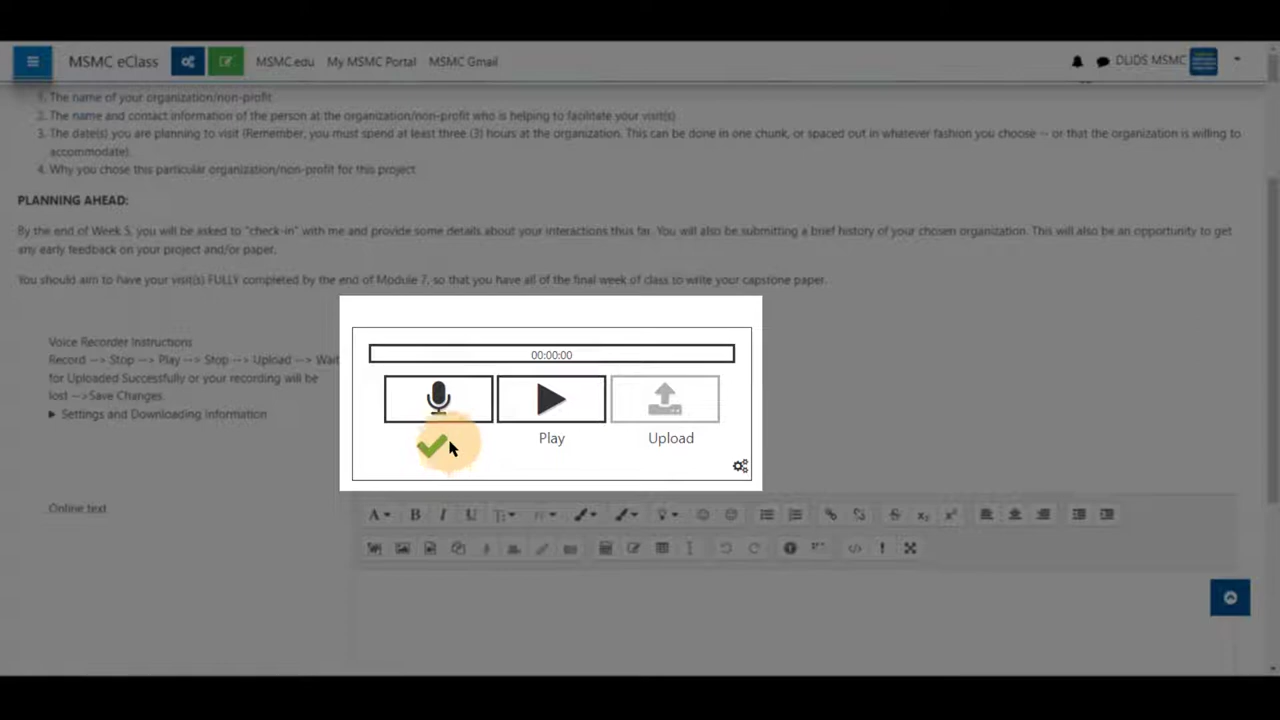 MSMC eClass MSMC.edu My MSMC Portal MSMC Gmail DLIDS MSMC
1. The name of your organization/non-profit
2. The name and contact information of the person at the organization/non-profit who is helping to facilitate your visit(s)
3. The date(s) you are planning to visit (Remember, you must spend at least three (3) hours at the organization. This can be done in one chunk, or spaced out in whatever fashion you choose -- or that the organization is willing to
accommodate).
4. Why you chose this particular organization/non-profit for this project
PLANNING AHEAD:
By the end of Week 5, you will be asked to "check-in" with me and provide some details about your interactions thus far. You will also be submitting a brief history of your chosen organization. This will also be an opportunity to get
any early feedback on your project and/or paper.
You should aim to have your visit(s) FULLY completed by the end of Module 7, so that you have all of the final week of class to write your capstone paper.
Voice Recorder Instructions
Record --> Stop --> Play --> Stop --> Upload --> Wait
for Uploaded Successfully or your recording will be
lost -->Save Changes.
Settings and Downloading Information
00:00:00
Play Upload
Online text